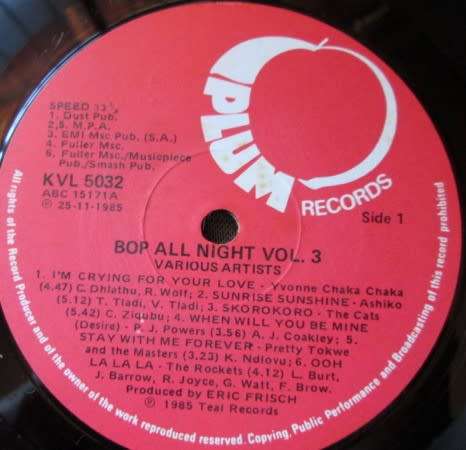 PLUM
RECORDS
SPEED 33⅓
1. Dust Pub.
2,5. M.P.A.
3. EMI Msc Pub. (S.A.)
4. Fuller Msc.
6. Fuller Msc./Musicpiece
Pub./Smash Pub.
KVL 5032
ABC 15171A
℗ 25-11-1985
Side 1
BOP ALL NIGHT VOL. 3
VARIOUS ARTISTS
1. I'M CRYING FOR YOUR LOVE - Yvonne Chaka Chaka
(4.47) C. Dhlathu, R. Wolf; 2. SUNRISE SUNSHINE - Ashiko
(5.12) T. Tladi, V. Tladi; 3. SKOROKORO - The Cats
(5.42) C. Ziqubu; 4. WHEN WILL YOU BE MINE
(Desire) - P. J. Powers (3.56) A. J. Coakley; 5.
STAY WITH ME FOREVER - Pretty Tokwe
and the Masters (3.23) K. Ndlovu; 6. OOH
LA LA LA - The Rockets (4.12) L. Burt,
J. Barrow, R. Joyce, G. Watt, F. Brow.
Produced by ERIC FRISCH
℗ 1985 Teal Records
All rights of the Record Producer and of the owner of the work reserved. Copying, Public Performance and Broadcasting of this record prohibited